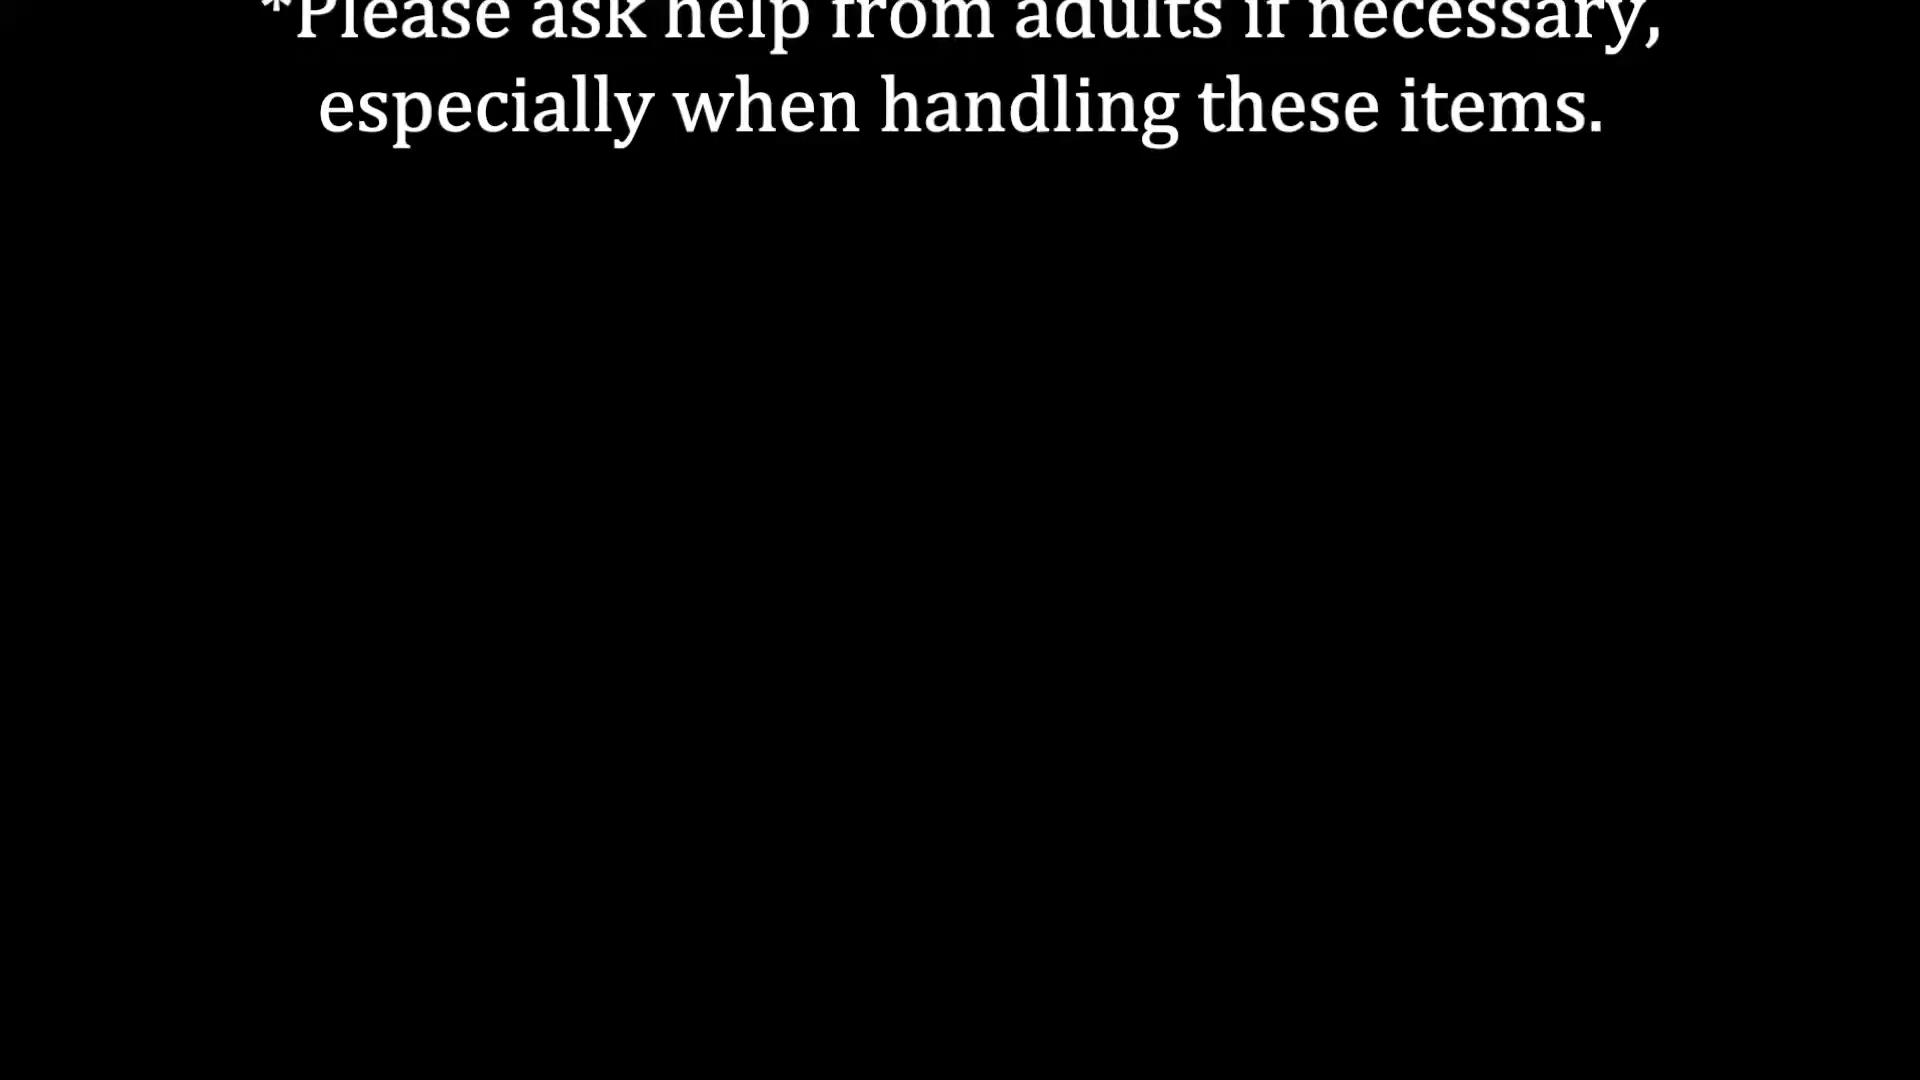 *Please ask help from adults if necessary,
especially when handling these items.